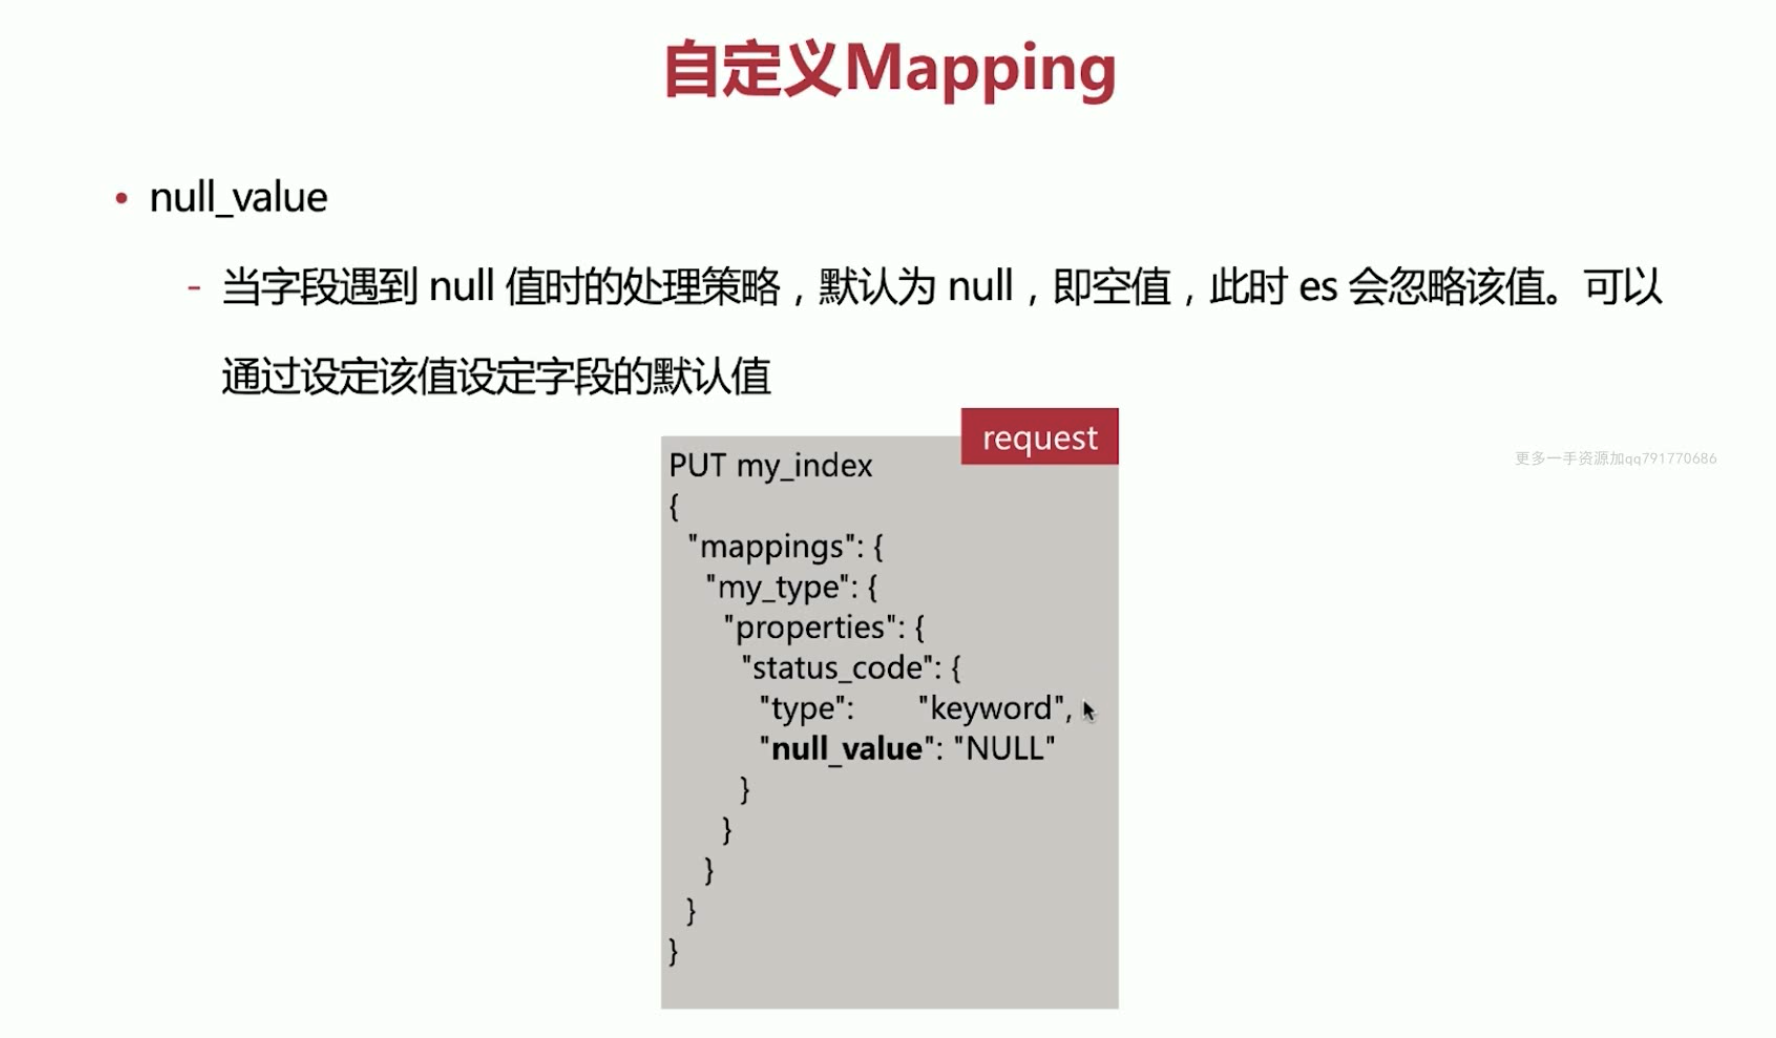 自定义Mapping
• null_value
- 当字段遇到 null 值时的处理策略，默认为 null，即空值，此时 es 会忽略该值。可以
通过设定该值设定字段的默认值
request
PUT my_index
{
"mappings": {
"my_type": {
"properties": {
"status_code": {
"type": "keyword",
"null_value": "NULL"
}
}
}
}
}
更多一手资源加qq791770686